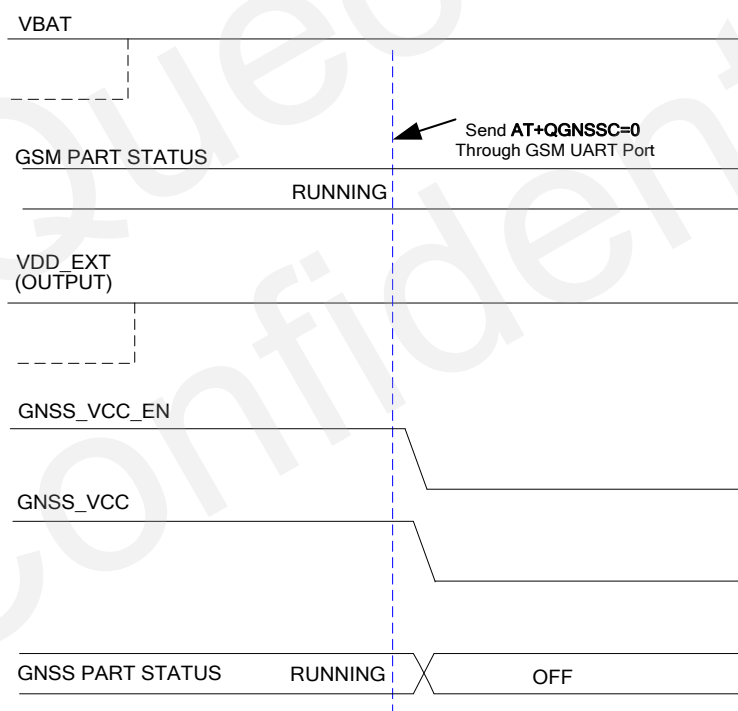 VBAT
Send AT+QGNSSC=0
Through GSM UART Port
GSM PART STATUS
RUNNING
VDD_EXT
(OUTPUT)
GNSS_VCC_EN
GNSS_VCC
GNSS PART STATUS RUNNING OFF